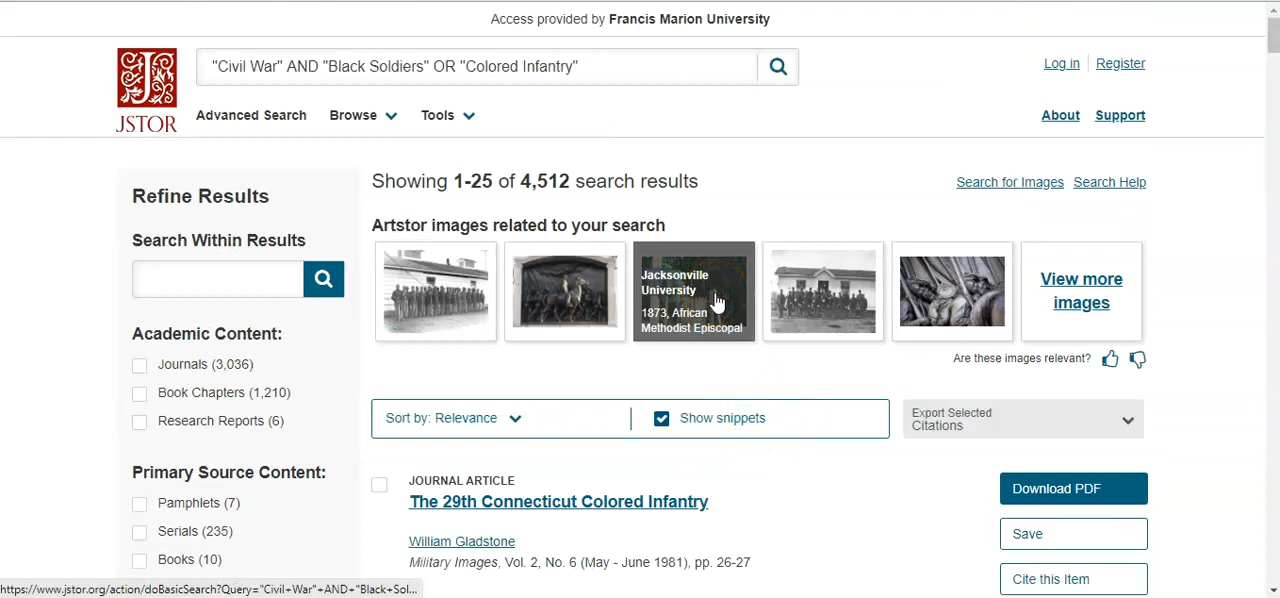 Access provided by Francis Marion University
JSTOR
"Civil War" AND "Black Soldiers" OR "Colored Infantry"
Log in
Register
Advanced Search
Browse
Tools
About
Support
Refine Results
Search Within Results
Academic Content:
Journals (3,036)
Book Chapters (1,210)
Research Reports (6)
Primary Source Content:
Pamphlets (7)
Serials (235)
Books (10)
Showing 1-25 of 4,512 search results
Search for Images
Search Help
Artstor images related to your search
Jacksonville
University
1873, African
Methodist Episcopal
View more
images
Are these images relevant?
Sort by: Relevance
Show snippets
Export Selected
Citations
JOURNAL ARTICLE
The 29th Connecticut Colored Infantry
William Gladstone
Military Images, Vol. 2, No. 6 (May - June 1981), pp. 26-27
Download PDF
Save
Cite this Item
https://www.jstor.org/action/doBasicSearch?Query="Civil+War"+AND+"Black+Sol...